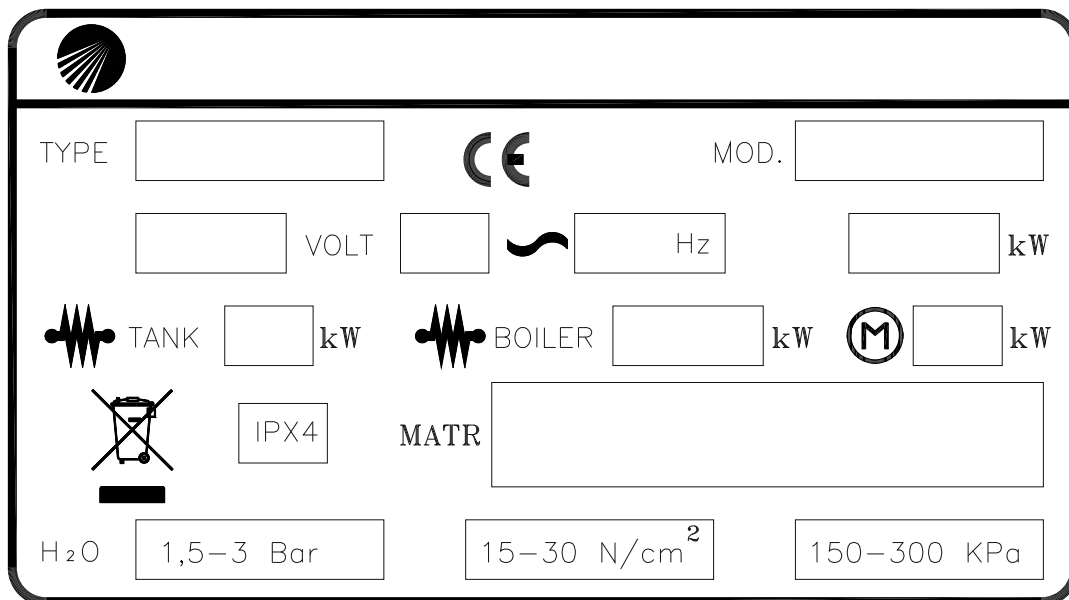 TYPE CE MOD.
VOLT Hz kW
TANK kW BOILER kW M kW
IPX4 MATR
H₂O 1,5-3 Bar 15-30 N/cm² 150-300 KPa